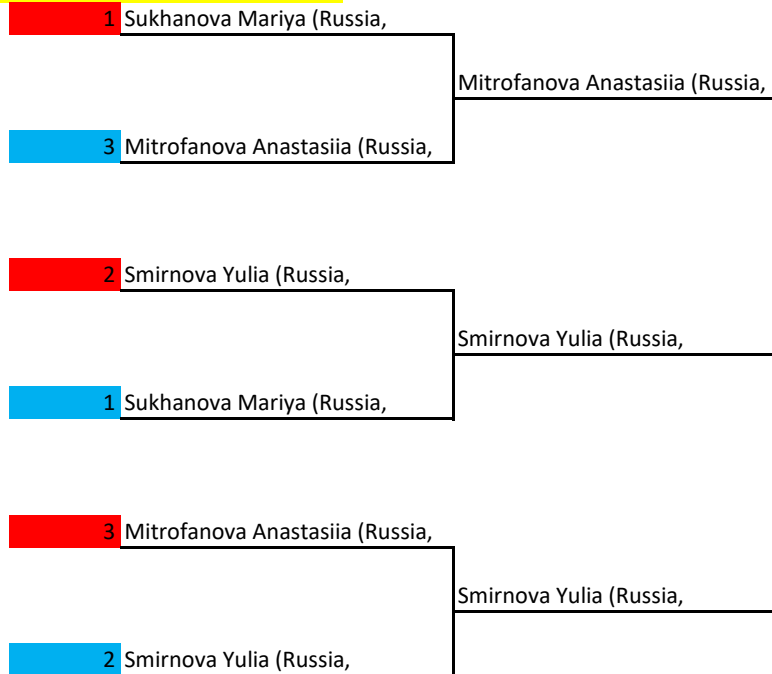 1 Sukhanova Mariya (Russia,
Mitrofanova Anastasiia (Russia,
3 Mitrofanova Anastasiia (Russia,
2 Smirnova Yulia (Russia,
Smirnova Yulia (Russia,
1 Sukhanova Mariya (Russia,
3 Mitrofanova Anastasiia (Russia,
Smirnova Yulia (Russia,
2 Smirnova Yulia (Russia,